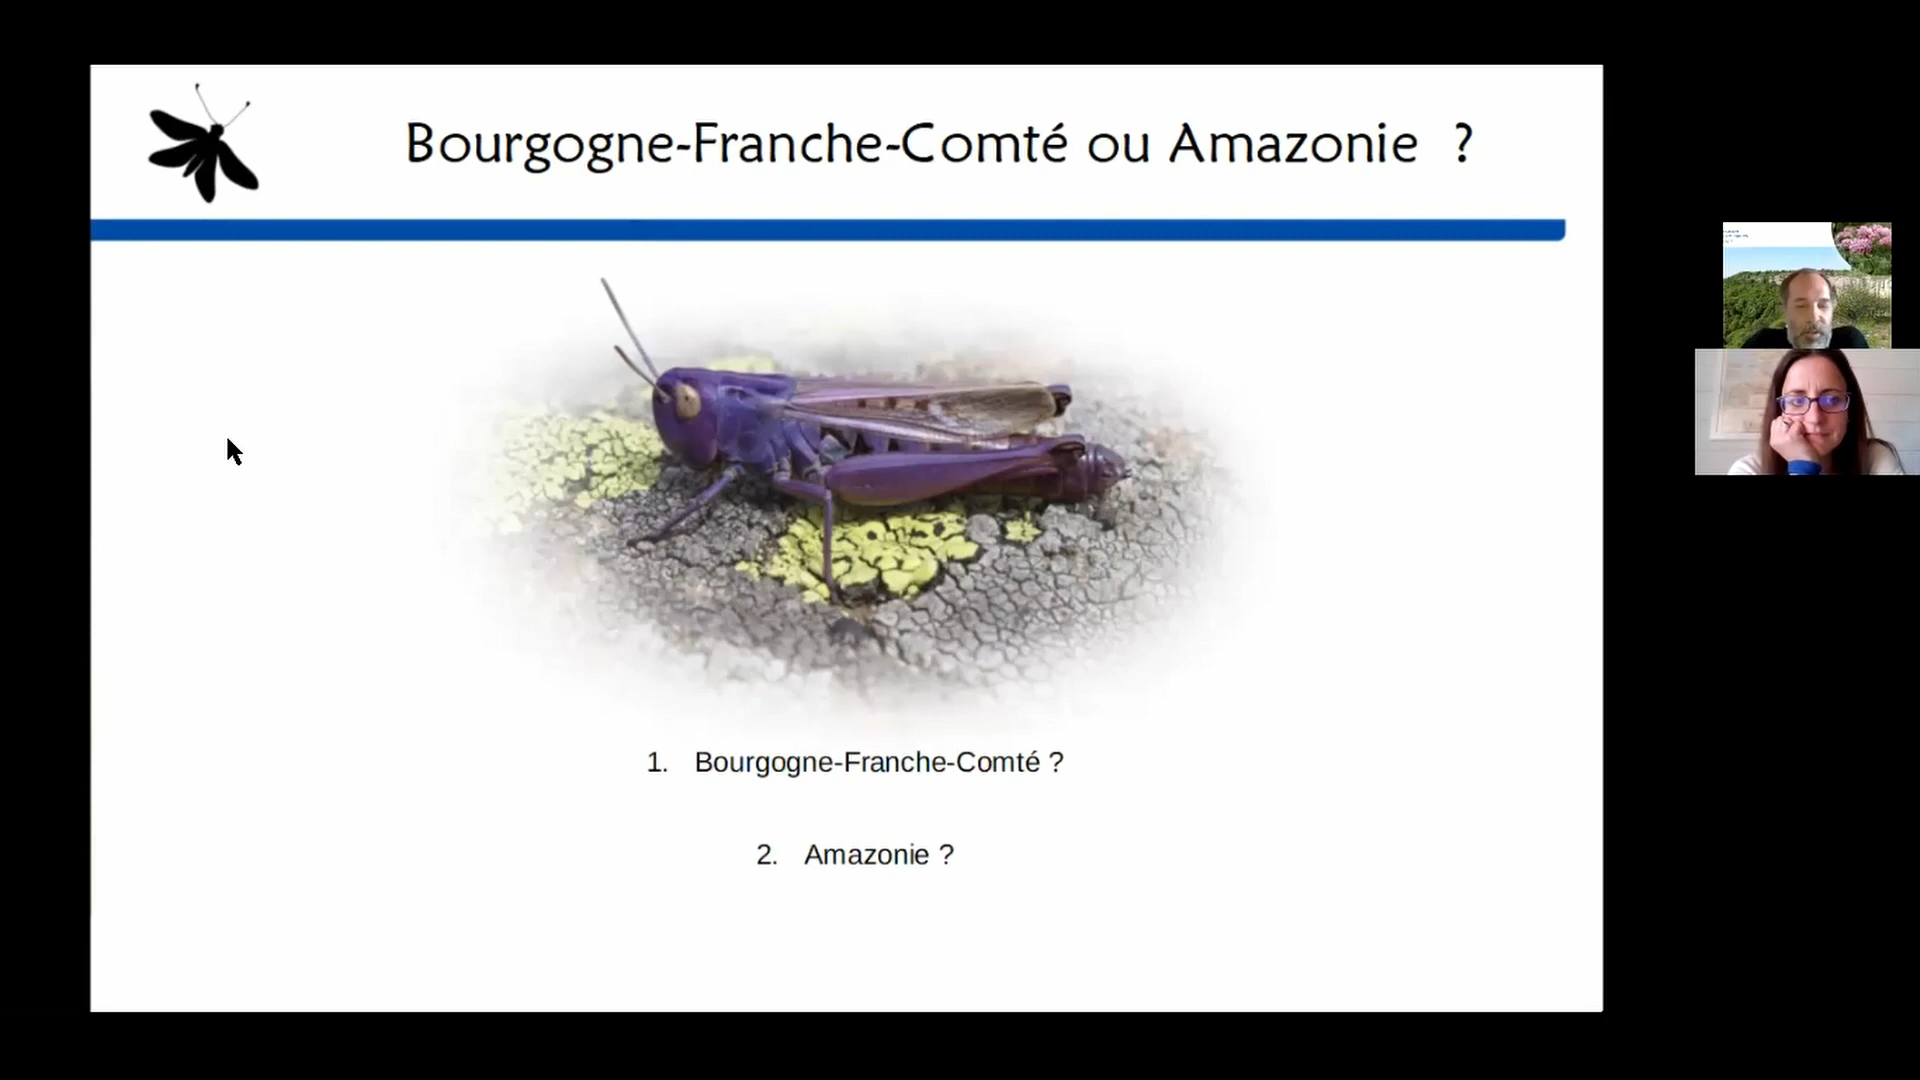 Bourgogne-Franche-Comté ou Amazonie ?
1. Bourgogne-Franche-Comté ?
2. Amazonie ?